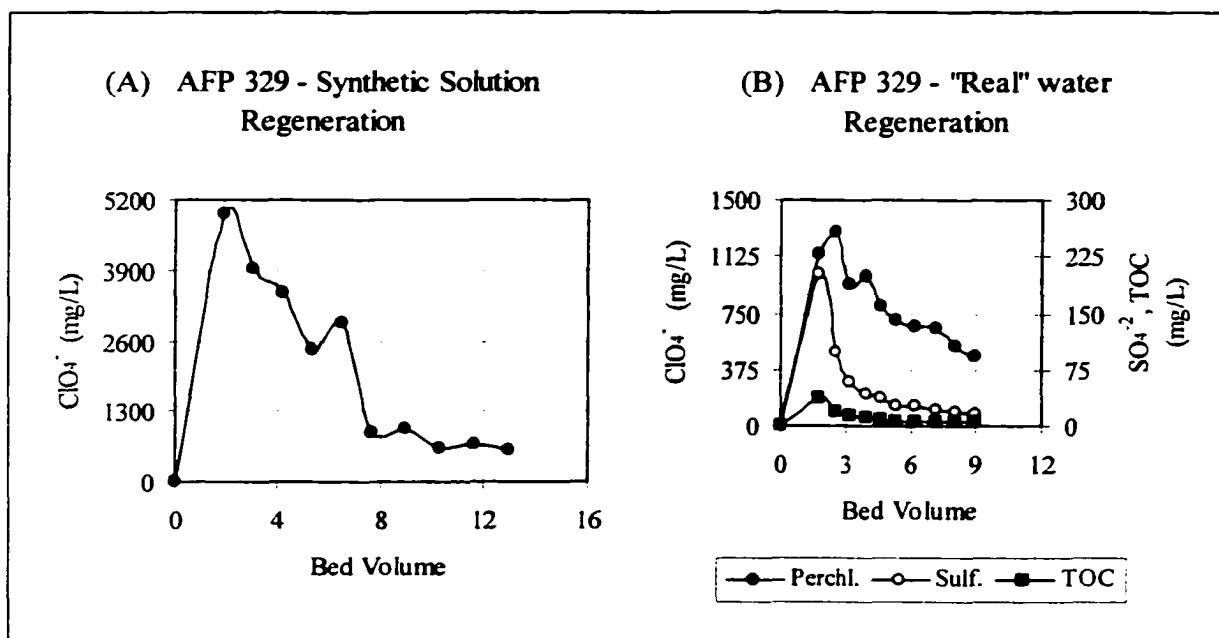 (A) AFP 329 - Synthetic Solution
Regeneration
5200
3900
2600
1300
0
ClO₄⁻ (mg/L)
0 4 8 12 16
Bed Volume
(B) AFP 329 - "Real" water
Regeneration
1500
1125
750
375
0
ClO₄⁻ (mg/L)
300
225
150
75
0
SO₄⁻², TOC
(mg/L)
0 3 6 9 12
Bed Volume
Perchl. Sulf. TOC